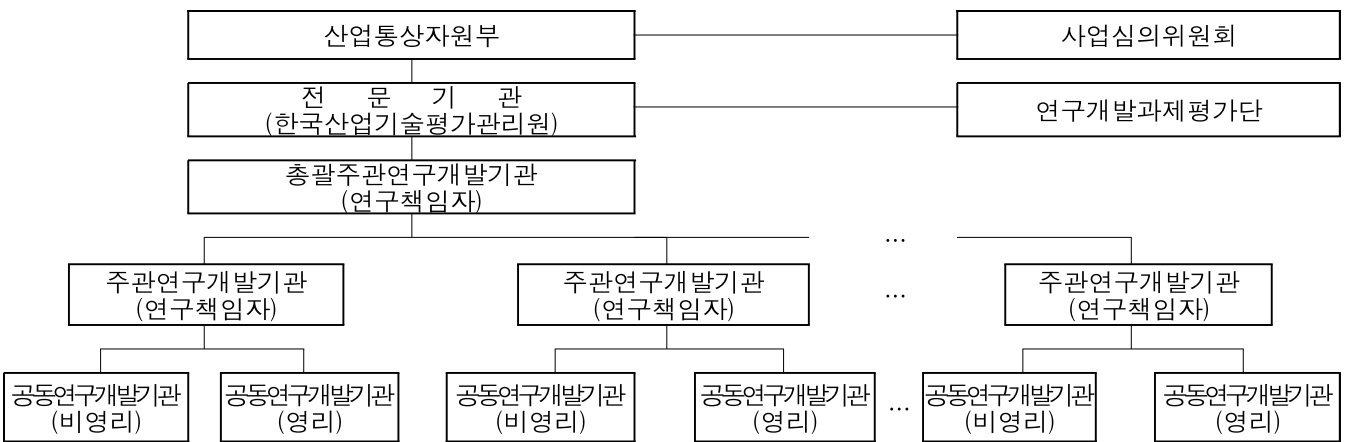 산업통상자원부
사업심의위원회
전 문 기 관
(한국산업기술평가관리원)
연구개발과제평가단
총괄주관연구개발기관
(연구책임자)
...
주관연구개발기관
(연구책임자)
주관연구개발기관
(연구책임자)
...
주관연구개발기관
(연구책임자)
공동연구개발기관
(비영리)
공동연구개발기관
(영리)
공동연구개발기관
(비영리)
공동연구개발기관
(영리)
...
공동연구개발기관
(비영리)
공동연구개발기관
(영리)